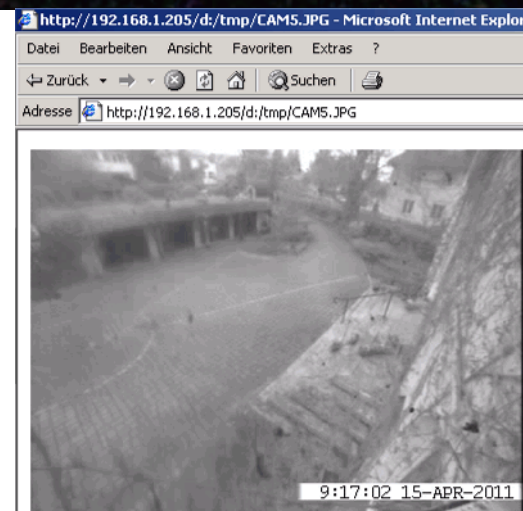 http://192.168.1.205/d:/tmp/CAM5.JPG - Microsoft Internet Explor
Datei Bearbeiten Ansicht Favoriten Extras ?
Zurück Suchen
Adresse http://192.168.1.205/d:/tmp/CAM5.JPG
9:17:02 15-APR-2011